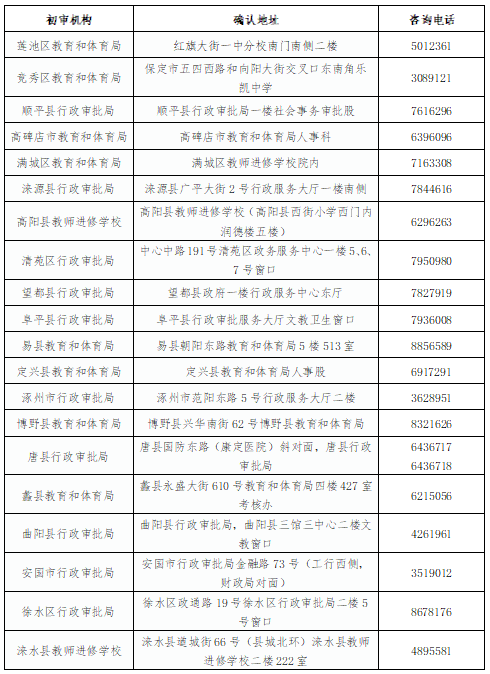 初审机构 确认地址 咨询电话
莲池区教育和体育局 红旗大街一中分校南门南侧二楼 5012361
竞秀区教育和体育局 保定市五四西路和向阳大街交叉口东南角乐
凯中学 3089121
顺平县行政审批局 顺平县行政审批局一楼社会事务审批股 7616296
高碑店市教育和体育局 高碑店市教育和体育局人事科 6396096
满城区教育和体育局 满城区教师进修学校院内 7163308
涞源县行政审批局 涞源县广平大街2号行政服务大厅一楼南侧 7844616
高阳县教师进修学校 高阳县教师进修学校（高阳县西街小学西门内
润德楼五楼） 6296263
清苑区行政审批局 中心中路191号清苑区政务服务中心一楼5、6、
7号窗口 7950980
望都县行政审批局 望都县政府一楼行政服务中心东厅 7827919
阜平县行政审批局 阜平县行政审批服务大厅文教卫生窗口 7936008
易县教育和体育局 易县朝阳东路教育和体育局5楼513室 8856589
定兴县教育和体育局 定兴县教育和体育局人事股 6917291
涿州市行政审批局 涿州市范阳东路5号行政服务大厅二楼 3628951
博野县教育和体育局 博野县兴华南街62号博野县教育和体育局 8321626
唐县行政审批局 唐县国防东路（康定医院）斜对面，唐县行政
审批局 6436717
6436718
蠡县教育和体育局 蠡县永盛大街610号教育和体育局四楼427室
考核办 6215056
曲阳县行政审批局 曲阳县行政审批局，曲阳县三馆三中心二楼文
教窗口 4261961
安国市行政审批局 安国市行政审批局金融路73号（工行西侧，
财政局对面） 3519012
徐水区行政审批局 徐水区政通路19号徐水区行政审批局二楼5
号窗口 8678176
涞水县教师进修学校 涞水县遒城街66号（县城北环）涞水县教师
进修学校二楼222室 4895581